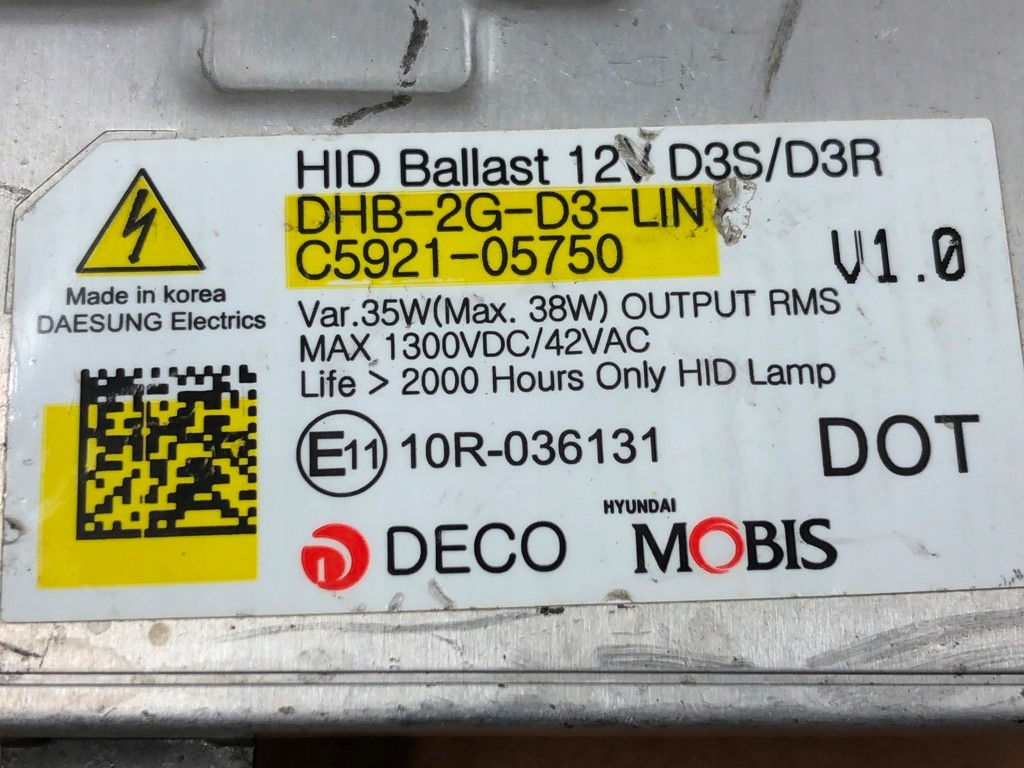 HID Ballast 12V D3S/D3R
DHB-2G-D3-LIN
C5921-05750
V1.0
Made in korea
DAESUNG Electrics
Var.35W(Max. 38W) OUTPUT RMS
MAX 1300VDC/42VAC
Life > 2000 Hours Only HID Lamp
E11 10R-036131
DOT
DECO
HYUNDAI
MOBIS